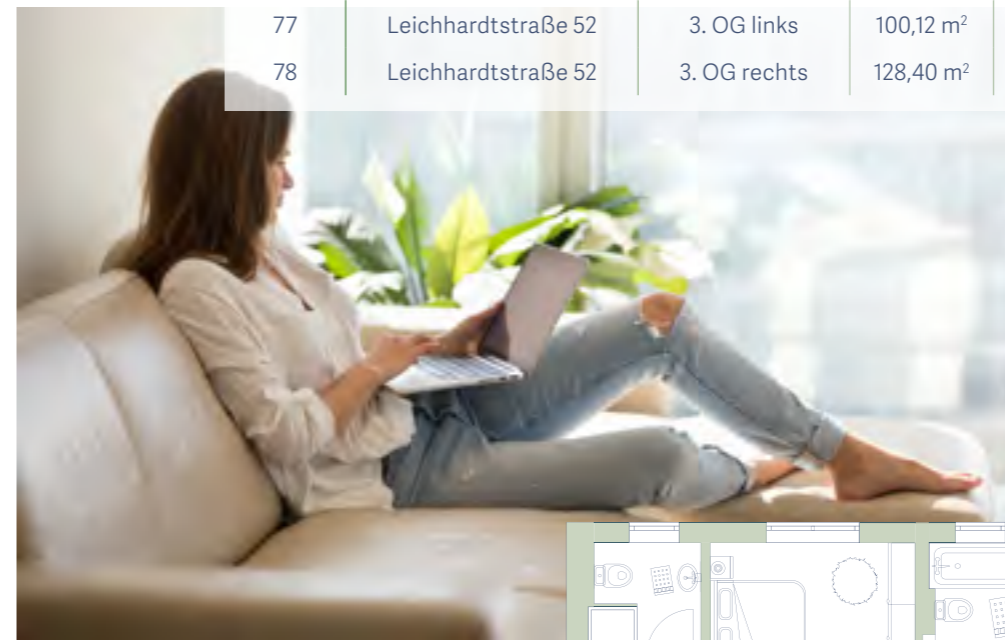 77 Leichhardtstraße 52 3. OG links 100,12 m²
78 Leichhardtstraße 52 3. OG rechts 128,40 m²